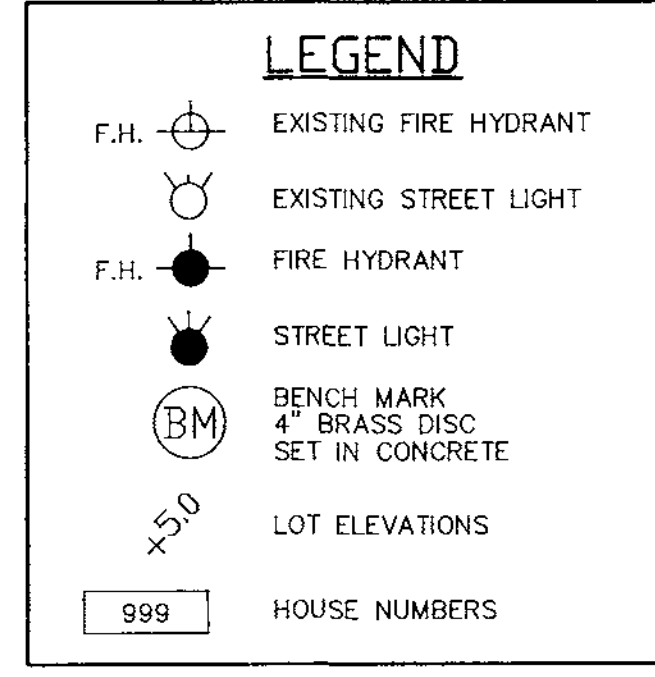 LEGEND
F.H. EXISTING FIRE HYDRANT
EXISTING STREET LIGHT
F.H. FIRE HYDRANT
STREET LIGHT
BM BENCH MARK
4" BRASS DISC
SET IN CONCRETE
×5.0 LOT ELEVATIONS
999 HOUSE NUMBERS